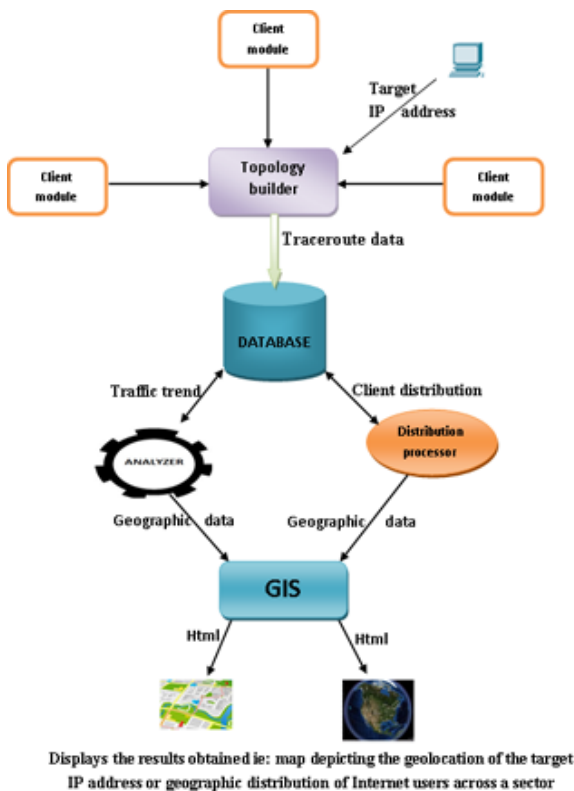 Client
module
Target
IP address
Client
module
Topology
builder
Client
module
Traceroute data
DATABASE
Traffic trend
Client distribution
ANALYZER
Distribution
processor
Geographic data
Geographic data
GIS
Html
Html
Displays the results obtained ie: map depicting the geolocation of the target
IP address or geographic distribution of Internet users across a sector